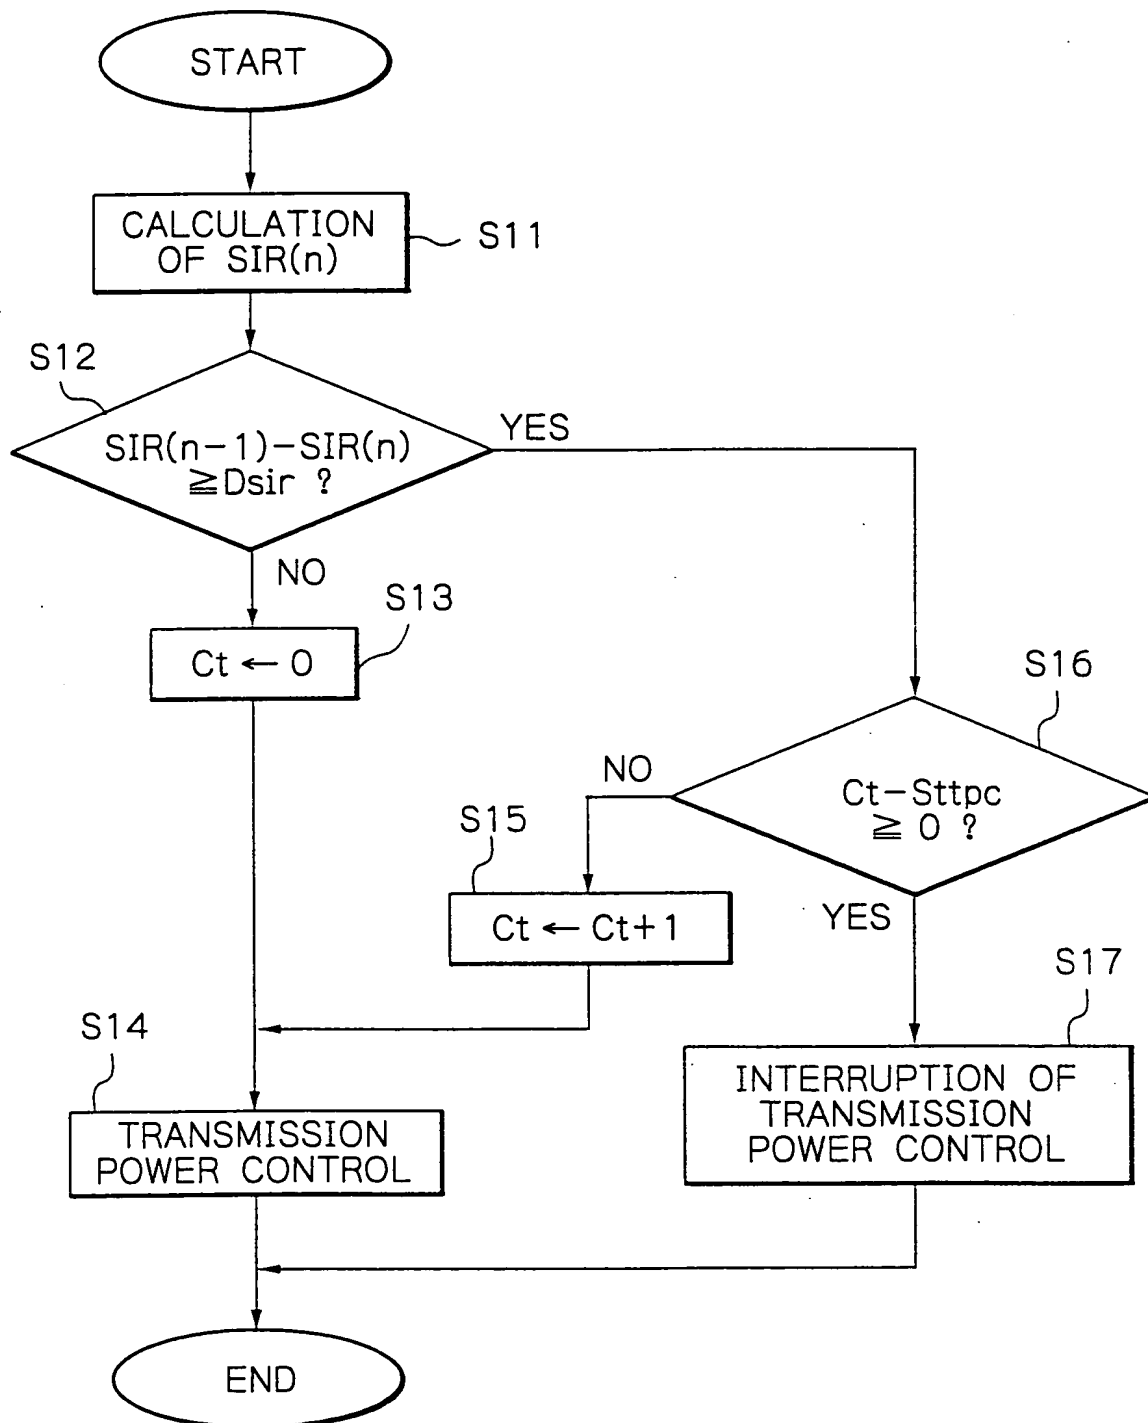 START
CALCULATION
OF SIR(n)
S11
S12
SIR(n-1)-SIR(n)
≧Dsir ?
YES
NO
S13
Ct ← 0
S16
Ct-Sttpc
≧ 0 ?
NO
S15
Ct ← Ct+1
YES
S17
INTERRUPTION OF
TRANSMISSION
POWER CONTROL
S14
TRANSMISSION
POWER CONTROL
END